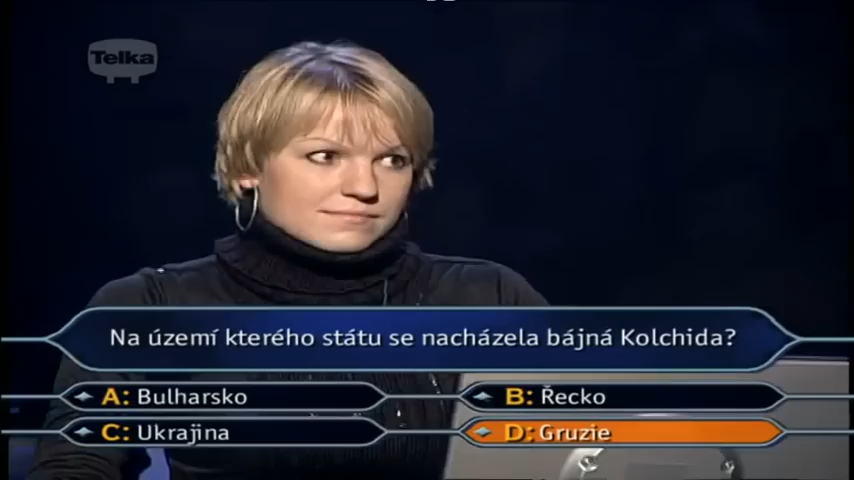 Telka
Na území kterého státu se nacházela bájná Kolchida?
A: Bulharsko
B: Řecko
C: Ukrajina
D: Gruzie